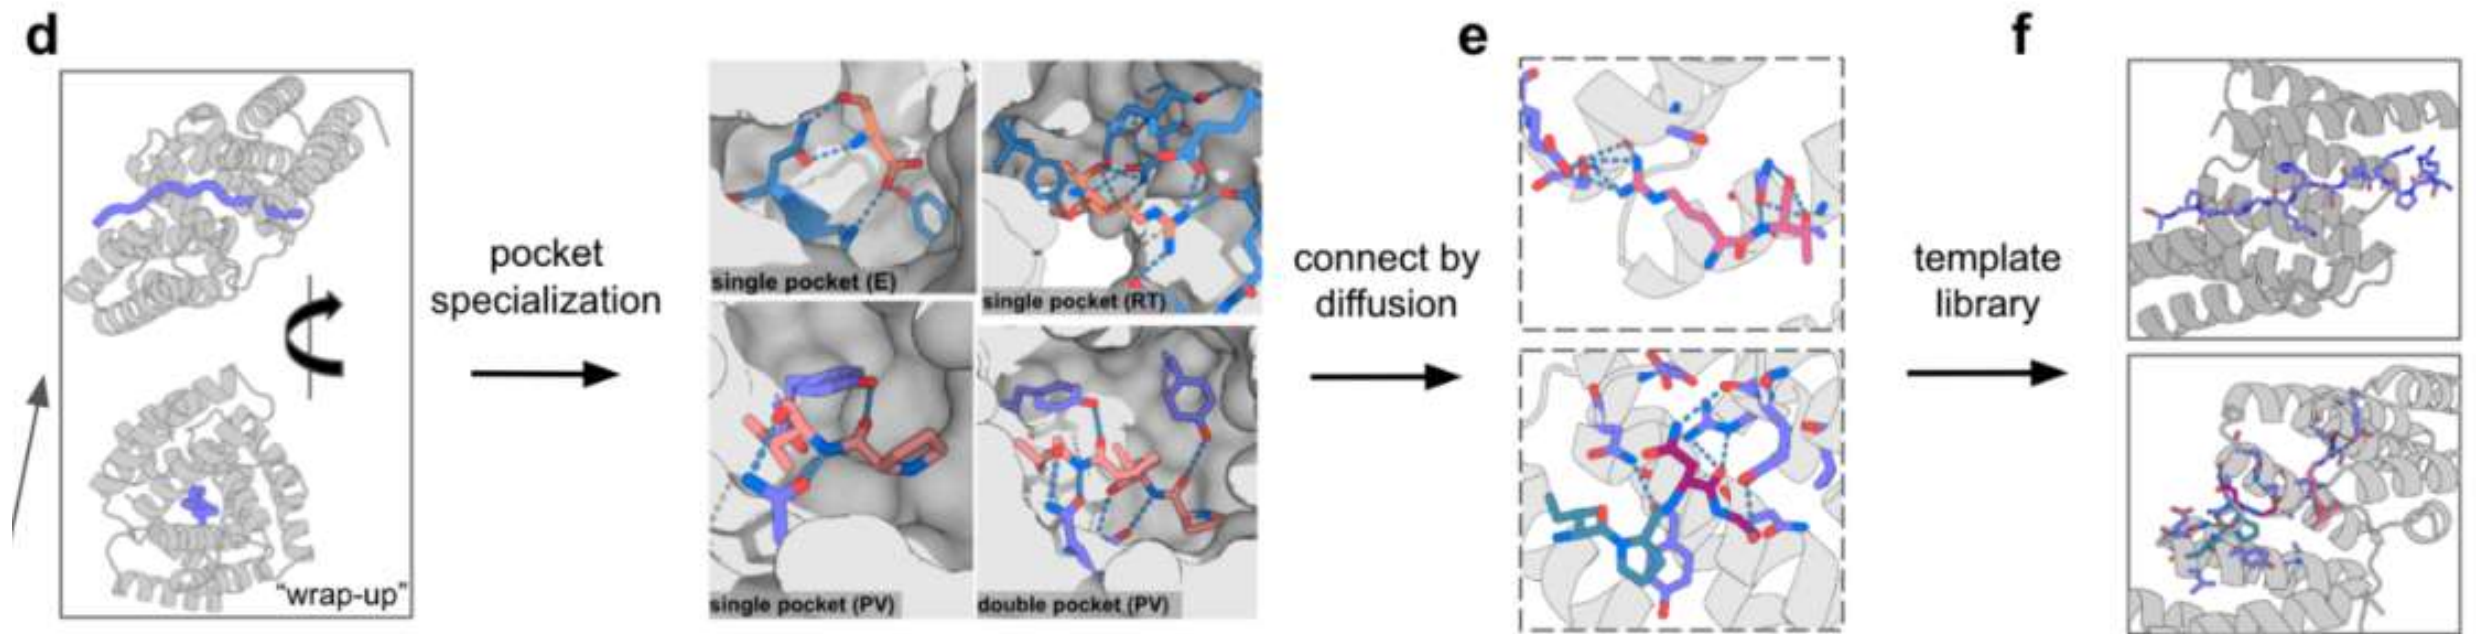 d
"wrap-up"
pocket
specialization
single pocket (E)
single pocket (RT)
single pocket (PV)
double pocket (PV)
connect by
diffusion
e
template
library
f